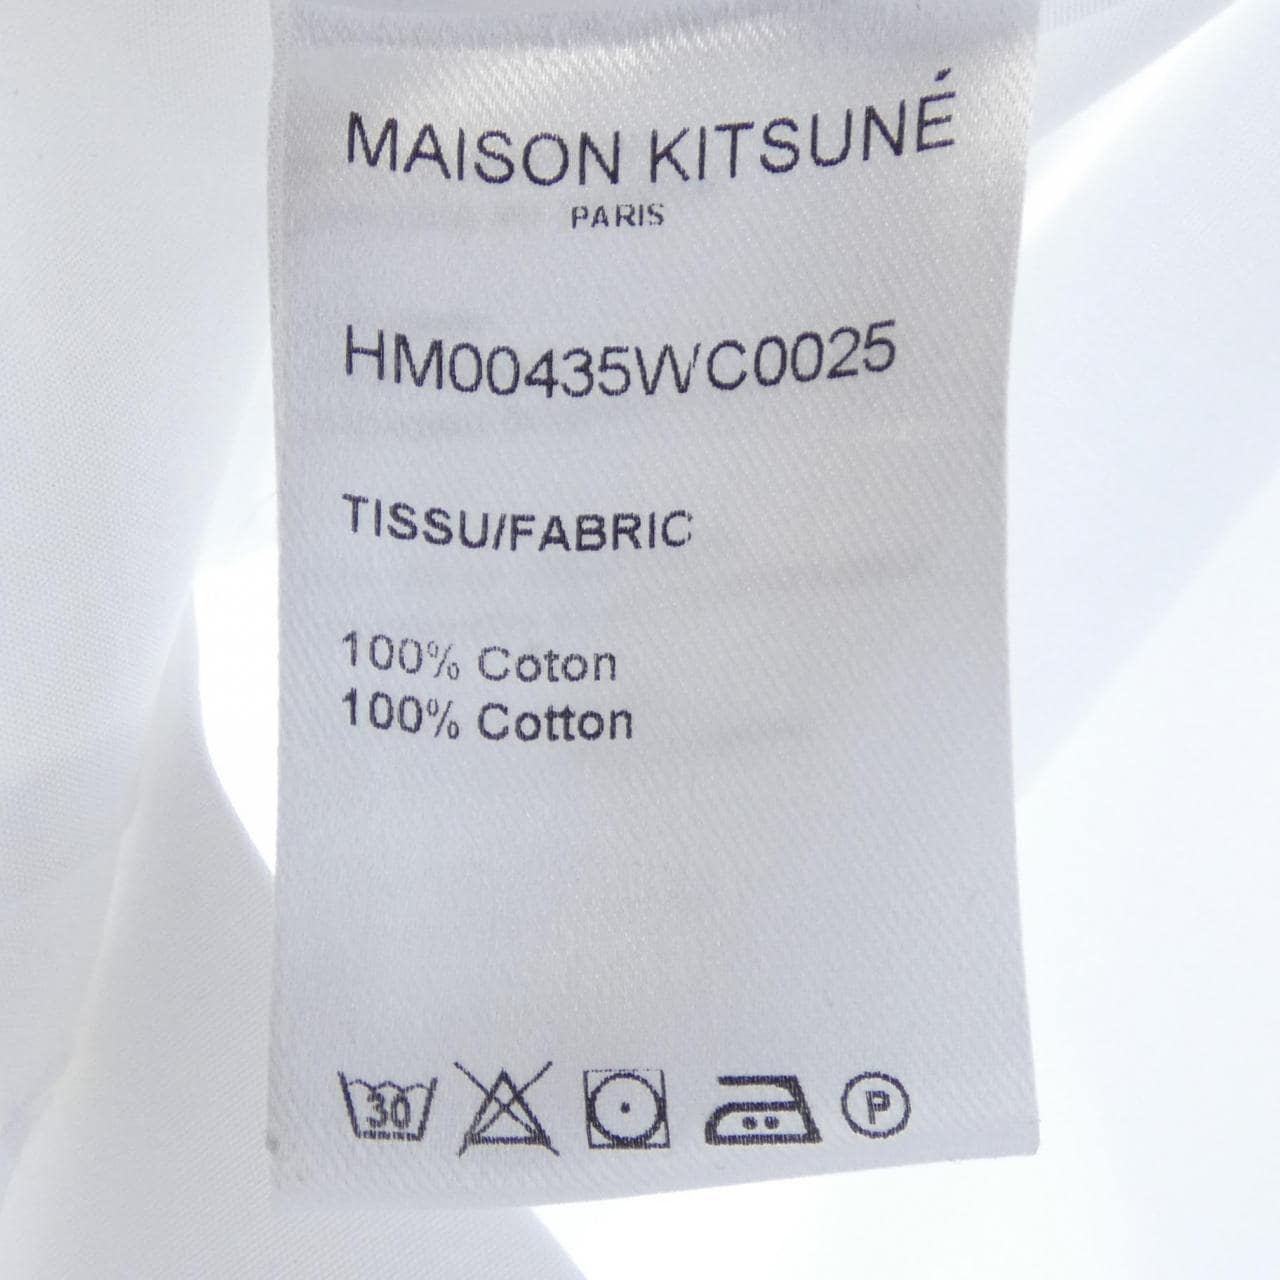 MAISON KITSUNÉ
PARIS
HM00435WC0025
TISSU/FABRIC
100% Coton
100% Cotton
30 P